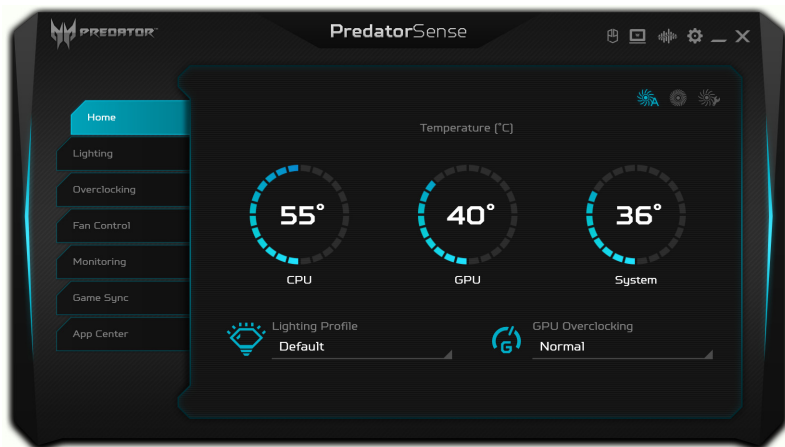 PREDATOR
PredatorSense
Home
Lighting
Overclocking
Fan Control
Monitoring
Game Sync
App Center
Temperature [°C]
A
55° 40° 36°
CPU GPU System
Lighting Profile
Default
G
GPU Overclocking
Normal